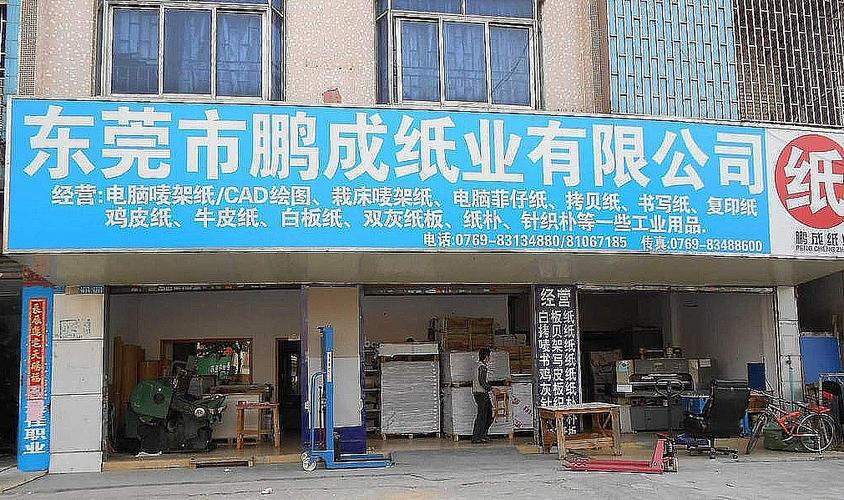 东莞市鹏成纸业有限公司
经营:电脑唛架纸/CAD绘图、栽床唛架纸、电脑菲仔纸、拷贝纸、书写纸、复印纸
鸡皮纸、牛皮纸、白板纸、双灰纸板、纸朴、针织朴等一些工业用品.
电话:0769-83134880/81067185 传真:0769-83488600
纸
鹏成纸
经营
白板纸
拷贝纸
唛架纸
书写纸
鸡皮纸
职业